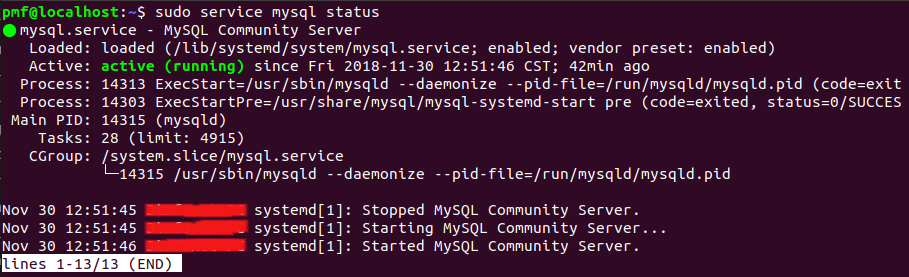 pmf@localhost:~$ sudo service mysql status
●mysql.service - MySQL Community Server
Loaded: loaded (/lib/systemd/system/mysql.service; enabled; vendor preset: enabled)
Active: active (running) since Fri 2018-11-30 12:51:46 CST; 42min ago
Process: 14313 ExecStart=/usr/sbin/mysqld --daemonize --pid-file=/run/mysqld/mysqld.pid (code=exit
Process: 14303 ExecStartPre=/usr/share/mysql/mysql-systemd-start pre (code=exited, status=0/SUCCES
Main PID: 14315 (mysqld)
Tasks: 28 (limit: 4915)
CGroup: /system.slice/mysql.service
└─14315 /usr/sbin/mysqld --daemonize --pid-file=/run/mysqld/mysqld.pid
Nov 30 12:51:45 systemd[1]: Stopped MySQL Community Server.
Nov 30 12:51:45 systemd[1]: Starting MySQL Community Server...
Nov 30 12:51:46 systemd[1]: Started MySQL Community Server.
lines 1-13/13 (END)